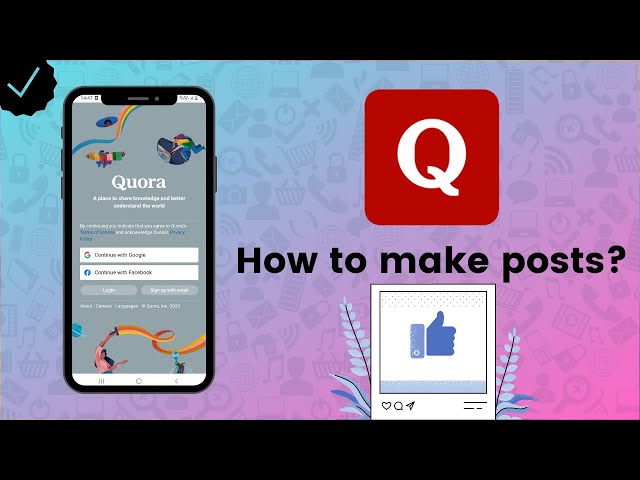 14:47
Quora
A place to share knowledge and better
understand the world
By continuing you indicate that you agree to Quora's
Terms of Service and acknowledge Quora's Privacy
Policy
Continue with Google
Continue with Facebook
Login
Sign up with email
About · Careers · Languages · © Quora, Inc. 2022
Q
How to make posts?